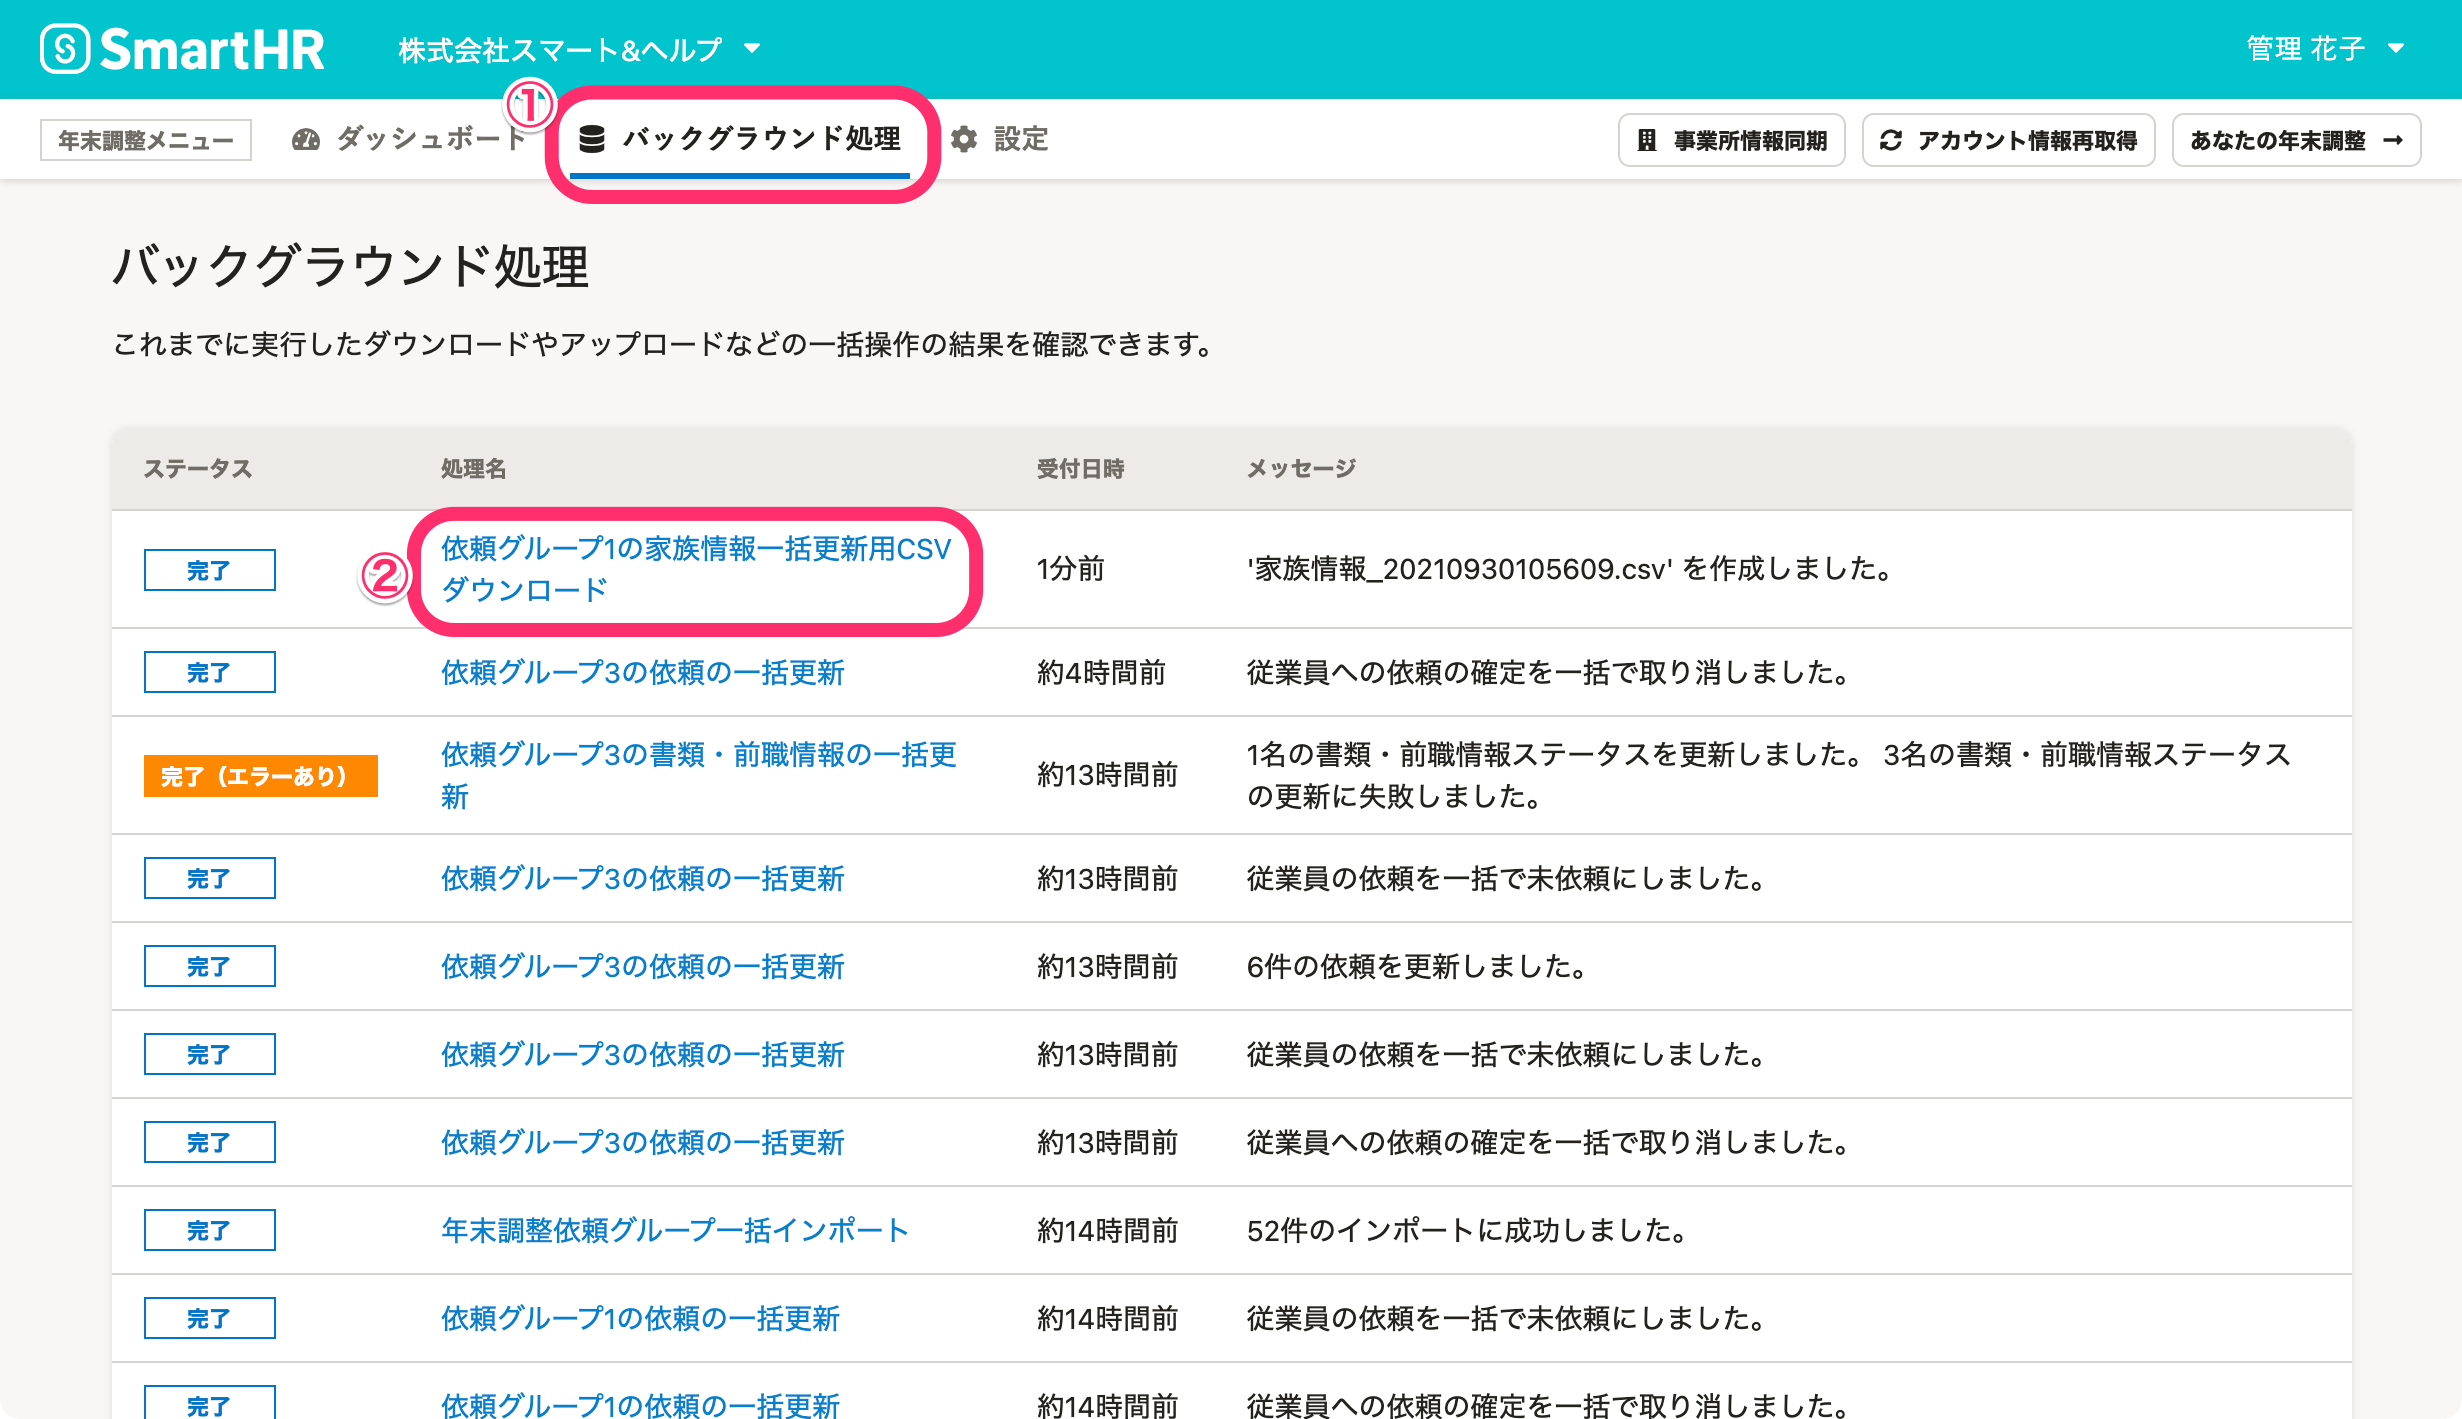 SmartHR 株式会社スマート&ヘルプ 管理 花子
①
年末調整メニュー ダッシュボード バックグラウンド処理 設定 事業所情報同期 アカウント情報再取得 あなたの年末調整 →
バックグラウンド処理
これまでに実行したダウンロードやアップロードなどの一括操作の結果を確認できます。
ステータス 処理名 受付日時 メッセージ
完了 ② 依頼グループ1の家族情報一括更新用CSV 1分前 '家族情報_20210930105609.csv' を作成しました。
ダウンロード
完了 依頼グループ3の依頼の一括更新 約4時間前 従業員への依頼の確定を一括で取り消しました。
完了（エラーあり） 依頼グループ3の書類・前職情報の一括更 約13時間前 1名の書類・前職情報ステータスを更新しました。 3名の書類・前職情報ステータス
新 の更新に失敗しました。
完了 依頼グループ3の依頼の一括更新 約13時間前 従業員の依頼を一括で未依頼にしました。
完了 依頼グループ3の依頼の一括更新 約13時間前 6件の依頼を更新しました。
完了 依頼グループ3の依頼の一括更新 約13時間前 従業員の依頼を一括で未依頼にしました。
完了 依頼グループ3の依頼の一括更新 約13時間前 従業員への依頼の確定を一括で取り消しました。
完了 年末調整依頼グループ一括インポート 約14時間前 52件のインポートに成功しました。
完了 依頼グループ1の依頼の一括更新 約14時間前 従業員の依頼を一括で未依頼にしました。
完了 依頼グループ1の依頼の一括更新 約14時間前 従業員への依頼の確定を一括で取り消しました。